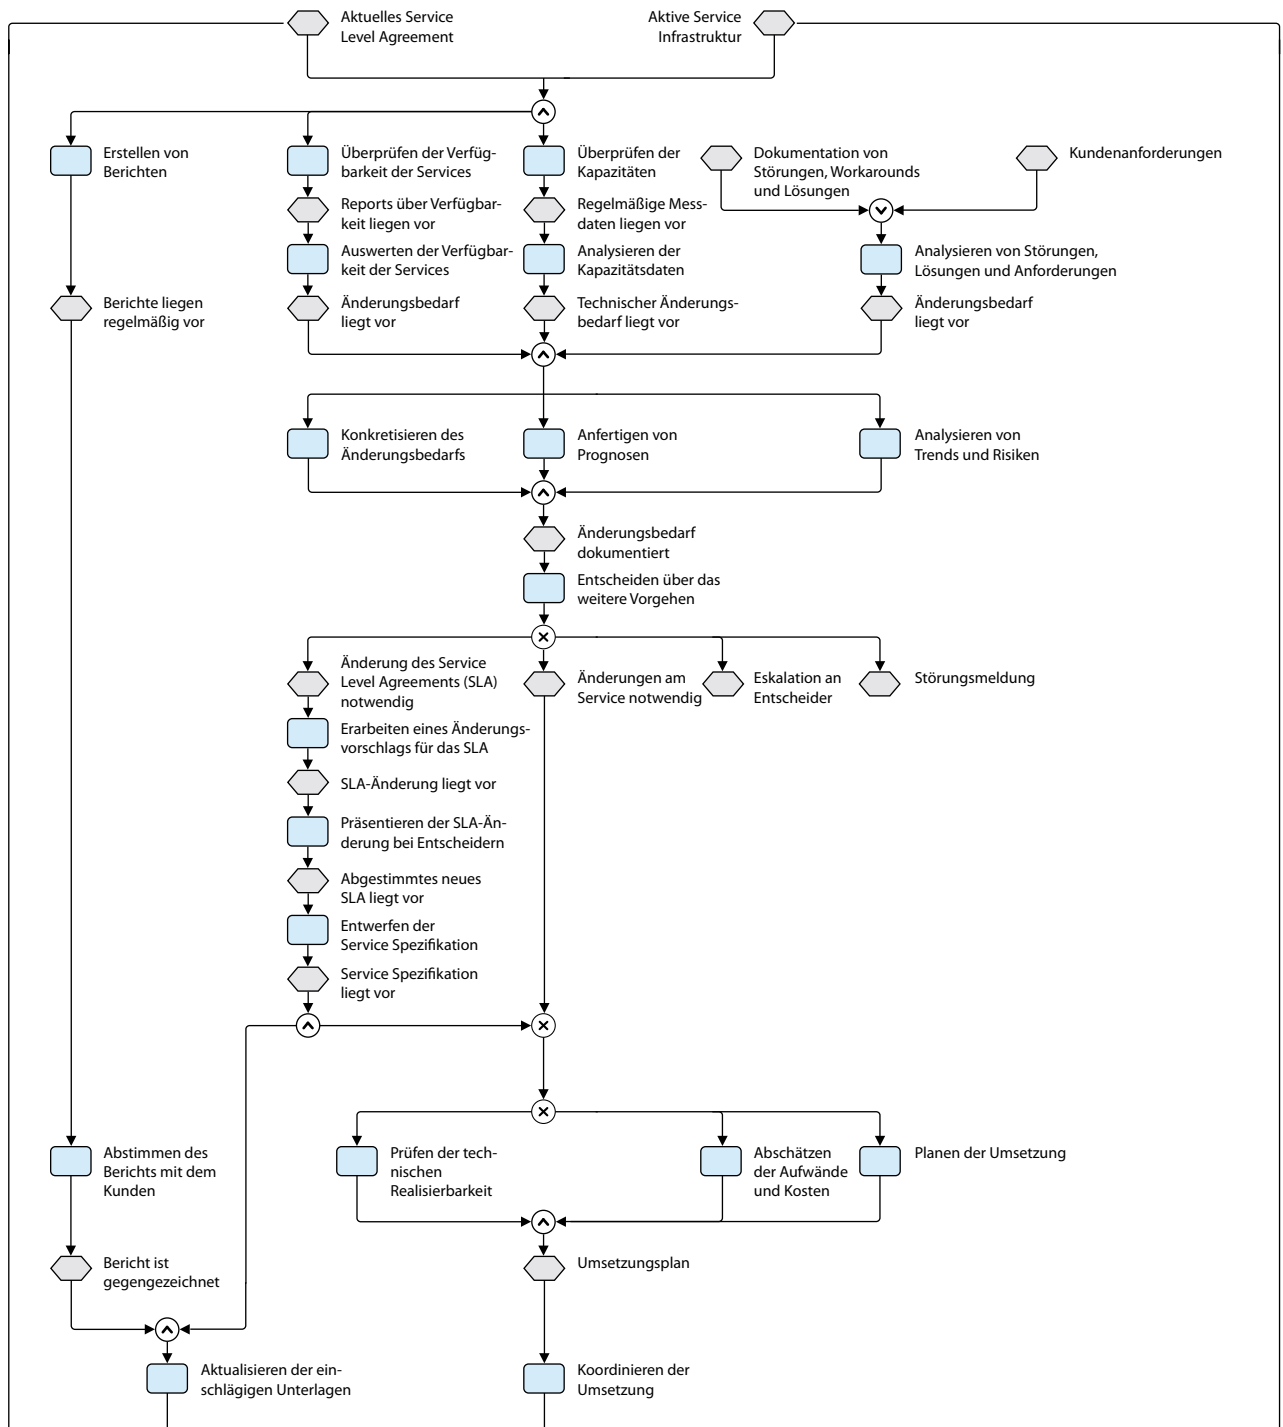 Aktuelles Service
Level Agreement
Aktive Service
Infrastruktur
Erstellen von
Berichten
Überprüfen der Verfüg-
barkeit der Services
Überprüfen der
Kapazitäten
Dokumentation von
Störungen, Workarounds
und Lösungen
Kundenanforderungen
Reports über Verfügbar-
keit liegen vor
Regelmäßige Mess-
daten liegen vor
Auswerten der Verfügbar-
keit der Services
Analysieren der
Kapazitätsdaten
Analysieren von Störungen,
Lösungen und Anforderungen
Berichte liegen
regelmäßig vor
Änderungsbedarf
liegt vor
Technischer Änderungs-
bedarf liegt vor
Änderungsbedarf
liegt vor
Konkretisieren des
Änderungsbedarfs
Anfertigen von
Prognosen
Analysieren von
Trends und Risiken
Änderungsbedarf
dokumentiert
Entscheiden über das
weitere Vorgehen
Änderung des Service
Level Agreements (SLA)
notwendig
Änderungen am
Service notwendig
Eskalation an
Entscheider
Störungsmeldung
Erarbeiten eines Änderungs-
vorschlags für das SLA
SLA-Änderung liegt vor
Präsentieren der SLA-Än-
derung bei Entscheidern
Abgestimmtes neues
SLA liegt vor
Entwerfen der
Service Spezifikation
Service Spezifikation
liegt vor
Abstimmen des
Berichts mit dem
Kunden
Prüfen der tech-
nischen
Realisierbarkeit
Abschätzen
der Aufwände
und Kosten
Planen der Umsetzung
Bericht ist
gegengezeichnet
Umsetzungsplan
Aktualisieren der ein-
schlägigen Unterlagen
Koordinieren der
Umsetzung